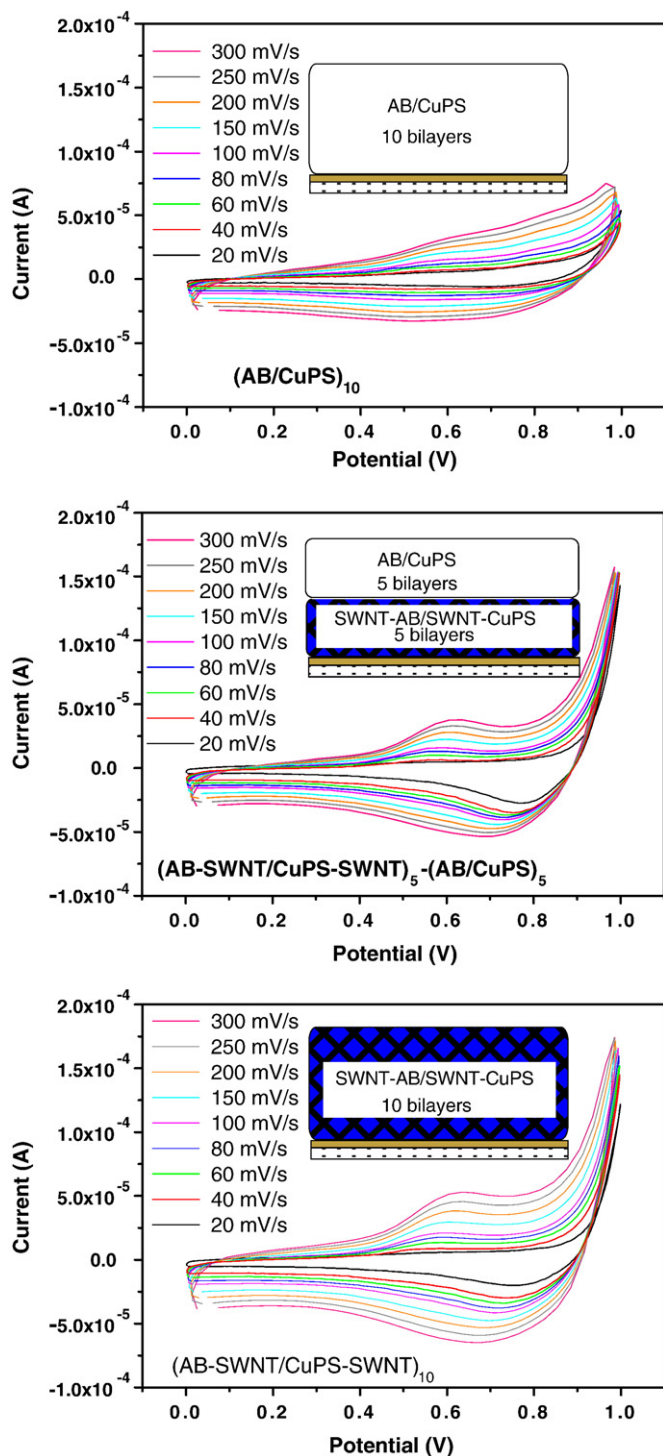 2.0x10⁻⁴
1.5x10⁻⁴
1.0x10⁻⁴
5.0x10⁻⁵
0.0
-5.0x10⁻⁵
-1.0x10⁻⁴
Current (A)
300 mV/s
250 mV/s
200 mV/s
150 mV/s
100 mV/s
80 mV/s
60 mV/s
40 mV/s
20 mV/s
AB/CuPS
10 bilayers
(AB/CuPS)₁₀
0.0 0.2 0.4 0.6 0.8 1.0
Potential (V)
2.0x10⁻⁴
1.5x10⁻⁴
1.0x10⁻⁴
5.0x10⁻⁵
0.0
-5.0x10⁻⁵
-1.0x10⁻⁴
Current (A)
300 mV/s
250 mV/s
200 mV/s
150 mV/s
100 mV/s
80 mV/s
60 mV/s
40 mV/s
20 mV/s
AB/CuPS
5 bilayers
SWNT-AB/SWNT-CuPS
5 bilayers
(AB-SWNT/CuPS-SWNT)₅-(AB/CuPS)₅
0.0 0.2 0.4 0.6 0.8 1.0
Potential (V)
2.0x10⁻⁴
1.5x10⁻⁴
1.0x10⁻⁴
5.0x10⁻⁵
0.0
-5.0x10⁻⁵
-1.0x10⁻⁴
Current (A)
300 mV/s
250 mV/s
200 mV/s
150 mV/s
100 mV/s
80 mV/s
60 mV/s
40 mV/s
20 mV/s
SWNT-AB/SWNT-CuPS
10 bilayers
(AB-SWNT/CuPS-SWNT)₁₀
0.0 0.2 0.4 0.6 0.8 1.0
Potential (V)